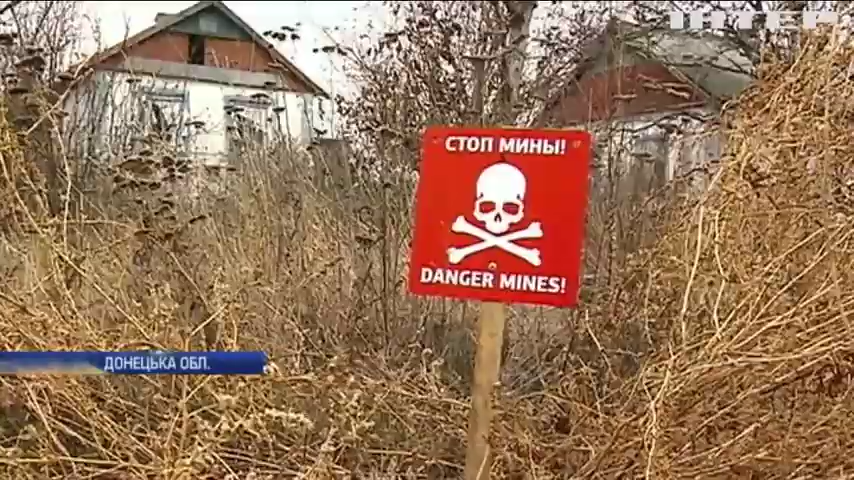 ІНТЕР
СТОП МИНЫ!
DANGER MINES!
ДОНЕЦЬКА ОБЛ.